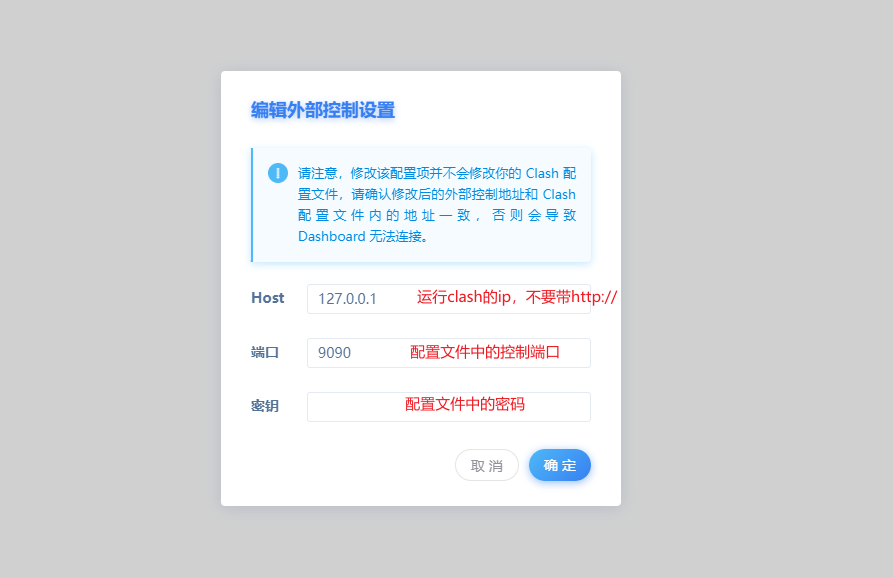 编辑外部控制设置
请注意，修改该配置项并不会修改你的 Clash 配
置文件，请确认修改后的外部控制地址和 Clash
配置文件内的地址一致，否则会导致
Dashboard 无法连接。
Host 127.0.0.1 运行clash的ip，不要带http://
端口 9090 配置文件中的控制端口
密钥 配置文件中的密码
取 消 确 定